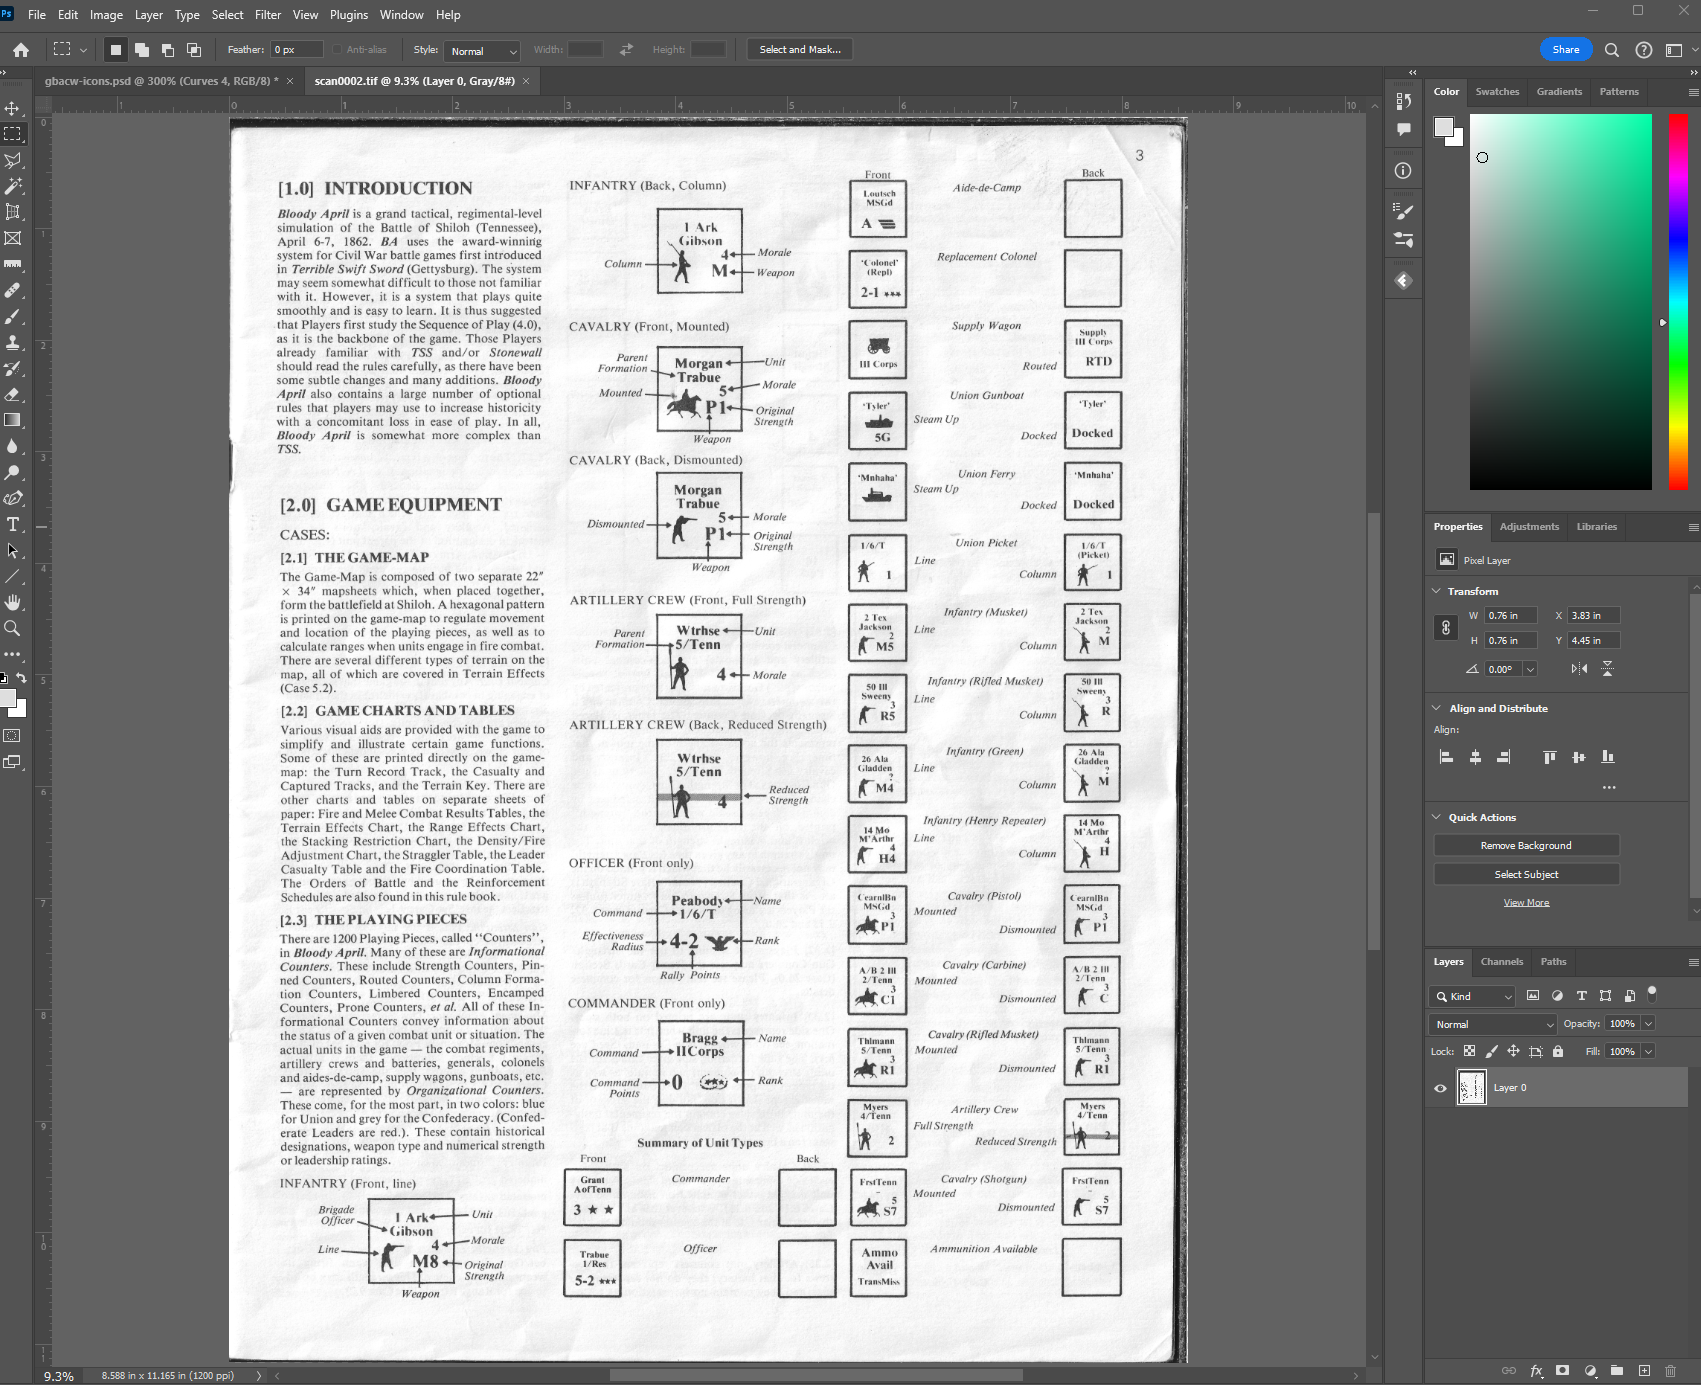 File Edit Image Layer Type Select Filter View Plugins Window Help
Feather: 0 px Anti-alias Style: Normal Width: Height: Select and Mask... Share
gbacw-icons.psd @ 300% (Curves 4, RGB/8) * × scan0002.tif @ 9.3% (Layer 0, Gray/8#) ×
3
[1.0] INTRODUCTION
Bloody April is a grand tactical, regimental-level
simulation of the Battle of Shiloh (Tennessee),
April 6-7, 1862. BA uses the award-winning
system for Civil War battle games first introduced
in Terrible Swift Sword (Gettysburg). The system
may seem somewhat difficult to those not familiar
with it. However, it is a system that plays quite
smoothly and is easy to learn. It is thus suggested
that Players first study the Sequence of Play (4.0),
as it is the backbone of the game. Those Players
already familiar with TSS and/or Stonewall
should read the rules carefully, as there have been
some subtle changes and many additions. Bloody
April also contains a large number of optional
rules that players may use to increase historicity
with a concomitant loss in ease of play. In all,
Bloody April is somewhat more complex than
TSS.
[2.0] GAME EQUIPMENT
CASES:
[2.1] THE GAME-MAP
The Game-Map is composed of two separate 22″
× 34″ mapsheets which, when placed together,
form the battlefield at Shiloh. A hexagonal pattern
is printed on the game-map to regulate movement
and location of the playing pieces, as well as to
calculate ranges when units engage in fire combat.
There are several different types of terrain on the
map, all of which are covered in Terrain Effects
(Case 5.2).
[2.2] GAME CHARTS AND TABLES
Various visual aids are provided with the game to
simplify and illustrate certain game functions.
Some of these are printed directly on the game-
map: the Turn Record Track, the Casualty and
Captured Tracks, and the Terrain Key. There are
other charts and tables on separate sheets of
paper: Fire and Melee Combat Results Tables, the
Terrain Effects Chart, the Range Effects Chart,
the Stacking Restriction Chart, the Density/Fire
Adjustment Chart, the Straggler Table, the Leader
Casualty Table and the Fire Coordination Table.
The Orders of Battle and the Reinforcement
Schedules are also found in this rule book.
[2.3] THE PLAYING PIECES
There are 1200 Playing Pieces, called “Counters”,
in Bloody April. Many of these are Informational
Counters. These include Strength Counters, Pin-
ned Counters, Routed Counters, Column Forma-
tion Counters, Limbered Counters, Encamped
Counters, Prone Counters, et al. All of these In-
formational Counters convey information about
the status of a given combat unit or situation. The
actual units in the game — the combat regiments,
artillery crews and batteries, generals, colonels
and aides-de-camp, supply wagons, gunboats, etc.
— are represented by Organizational Counters.
These come, for the most part, in two colors: blue
for Union and grey for the Confederacy. (Confed-
erate Leaders are red.). These contain historical
designations, weapon type and numerical strength
or leadership ratings.
INFANTRY (Front, line)
Brigade Officer
1 Ark
Gibson
Unit
Line
4
Morale
M8
Original Strength
Weapon
INFANTRY (Back, Column)
1 Ark
Gibson
Column
4
Morale
M
Weapon
CAVALRY (Front, Mounted)
Parent Formation
Morgan
Trabue
Unit
Mounted
5
Morale
P1
Original Strength
Weapon
CAVALRY (Back, Dismounted)
Morgan
Trabue
Dismounted
5
Morale
P1
Original Strength
Weapon
ARTILLERY CREW (Front, Full Strength)
Parent Formation
Wtrhse
5/Tenn
Unit
4
Morale
ARTILLERY CREW (Back, Reduced Strength)
Wtrhse
5/Tenn
4
Reduced Strength
OFFICER (Front only)
Peabody
Name
Command
1/6/T
Effectiveness Radius
4-2
Rank
Rally Points
COMMANDER (Front only)
Bragg
Name
Command
II Corps
Command Points
0
Rank
Summary of Unit Types
Front Back
Grant
AofTenn
3 ★ ★
Commander
Trabue
1/Res
5-2 ★★★
Officer
Front Back
Loutsch
MSGd
A
Aide-de-Camp
'Colonel'
(Repl)
2-1 ★★★
Replacement Colonel
III Corps
Supply Wagon
Routed
Supply
III Corps
RTD
'Tyler'
5G
Union Gunboat
Steam Up
Docked
'Tyler'
Docked
'Mnhaha'
Union Ferry
Steam Up
Docked
'Mnhaha'
Docked
1/6/T
1
Union Picket
Line
Column
1/6/T
(Picket)
1
2 Tex
Jackson
2
M5
Infantry (Musket)
Line
Column
2 Tex
Jackson
2
M
50 Ill
Sweeny
3
R5
Infantry (Rifled Musket)
Line
Column
50 Ill
Sweeny
3
R
26 Ala
Gladden
?
M4
Infantry (Green)
Line
Column
26 Ala
Gladden
?
M
14 Mo
M'Arthr
4
H4
Infantry (Henry Repeater)
Line
Column
14 Mo
M'Arthr
4
H
CearnlBn
MSGd
3
P1
Cavalry (Pistol)
Mounted
Dismounted
CearnlBn
MSGd
3
P1
A/B 2 Ill
2/Tenn
3
C1
Cavalry (Carbine)
Mounted
Dismounted
A/B 2 Ill
2/Tenn
3
C
Thlmann
5/Tenn
3
R1
Cavalry (Rifled Musket)
Mounted
Dismounted
Thlmann
5/Tenn
3
R1
Myers
4/Tenn
2
Artillery Crew
Full Strength
Reduced Strength
Myers
4/Tenn
2
FrstTenn
5
S7
Cavalry (Shotgun)
Mounted
Dismounted
FrstTenn
5
S7
Ammo
Avail
TransMiss
Ammunition Available
9.3% 8.588 in x 11.165 in (1200 ppi)
Color Swatches Gradients Patterns
Properties Adjustments Libraries
Pixel Layer
Transform
W 0.76 in X 3.83 in
H 0.76 in Y 4.45 in
0.00°
Align and Distribute
Align:
Quick Actions
Remove Background
Select Subject
View More
Layers Channels Paths
Kind
Normal Opacity: 100%
Lock: Fill: 100%
Layer 0